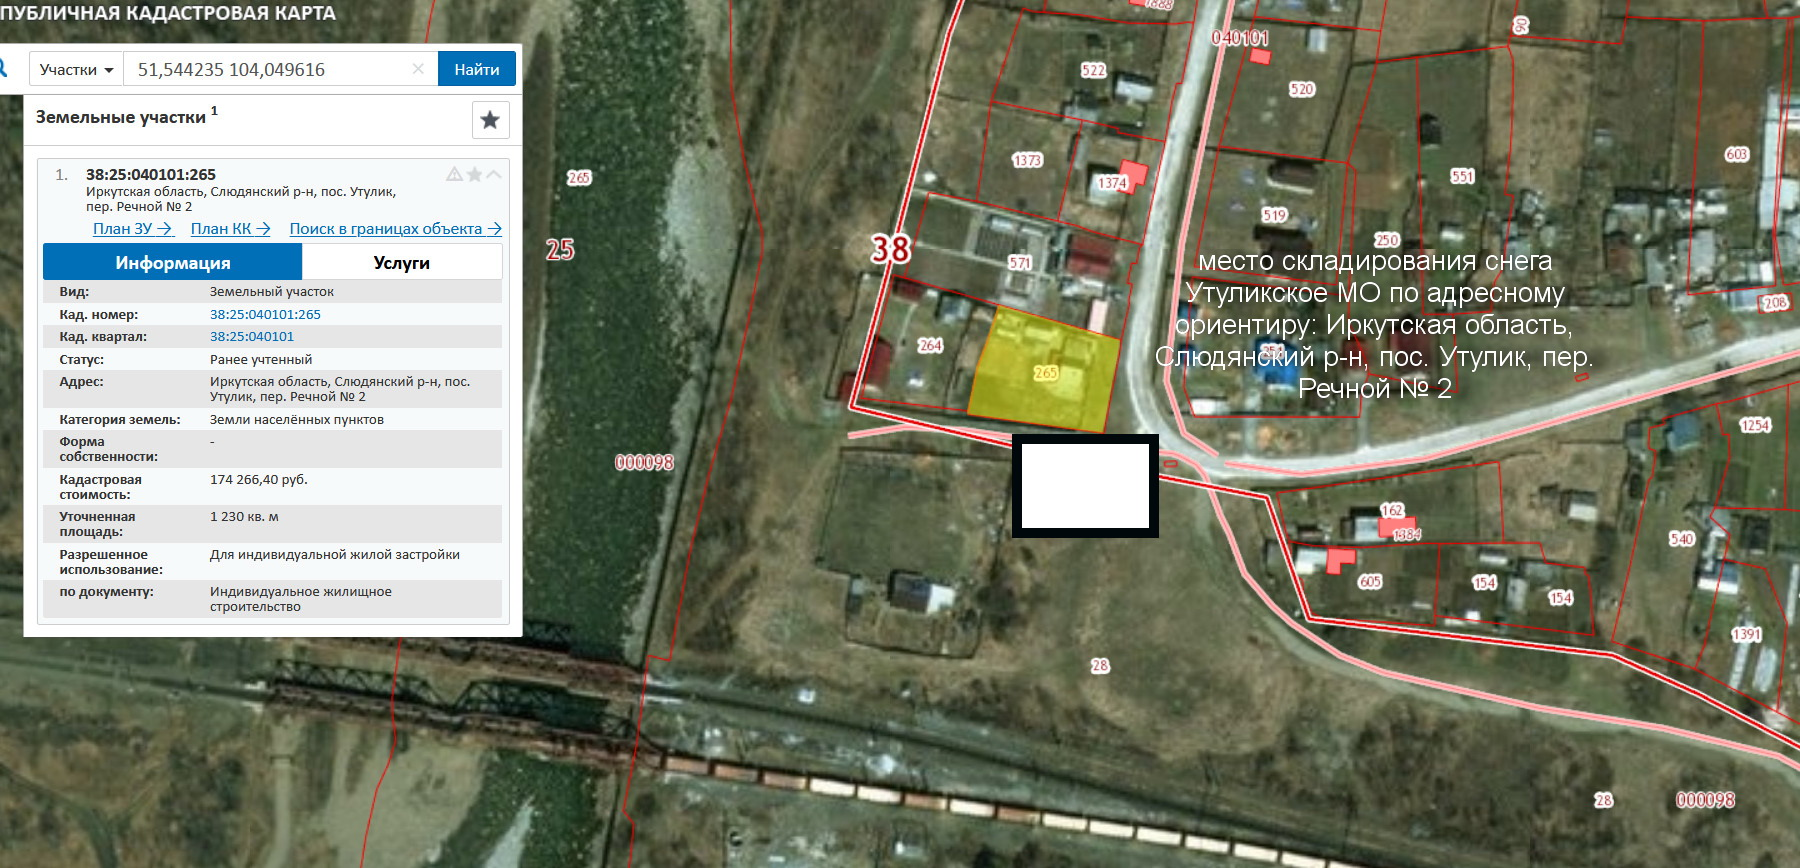 ПУБЛИЧНАЯ КАДАСТРОВАЯ КАРТА
Участки
51,544235 104,049616
Найти
Земельные участки 1
1. 38:25:040101:265
Иркутская область, Слюдянский р-н, пос. Утулик,
пер. Речной № 2
План ЗУ → План КК → Поиск в границах объекта →
Информация Услуги
Вид: Земельный участок
Кад. номер: 38:25:040101:265
Кад. квартал: 38:25:040101
Статус: Ранее учтенный
Адрес: Иркутская область, Слюдянский р-н, пос.
Утулик, пер. Речной № 2
Категория земель: Земли населённых пунктов
Форма
собственности: -
Кадастровая
стоимость: 174 266,40 руб.
Уточненная
площадь: 1 230 кв. м
Разрешенное
использование: Для индивидуальной жилой застройки
по документу: Индивидуальное жилищное
строительство
1888
040101
90
522
520
603
1373
1374
551
265
519
25
38
571
250
место складирования снега
Утуликское МО по адресному
ориентиру: Иркутская область,
Слюдянский р-н, пос. Утулик, пер.
Речной № 2
208
264
265
251
1254
000098
162
1384
540
605
154
154
1391
28
28
000098